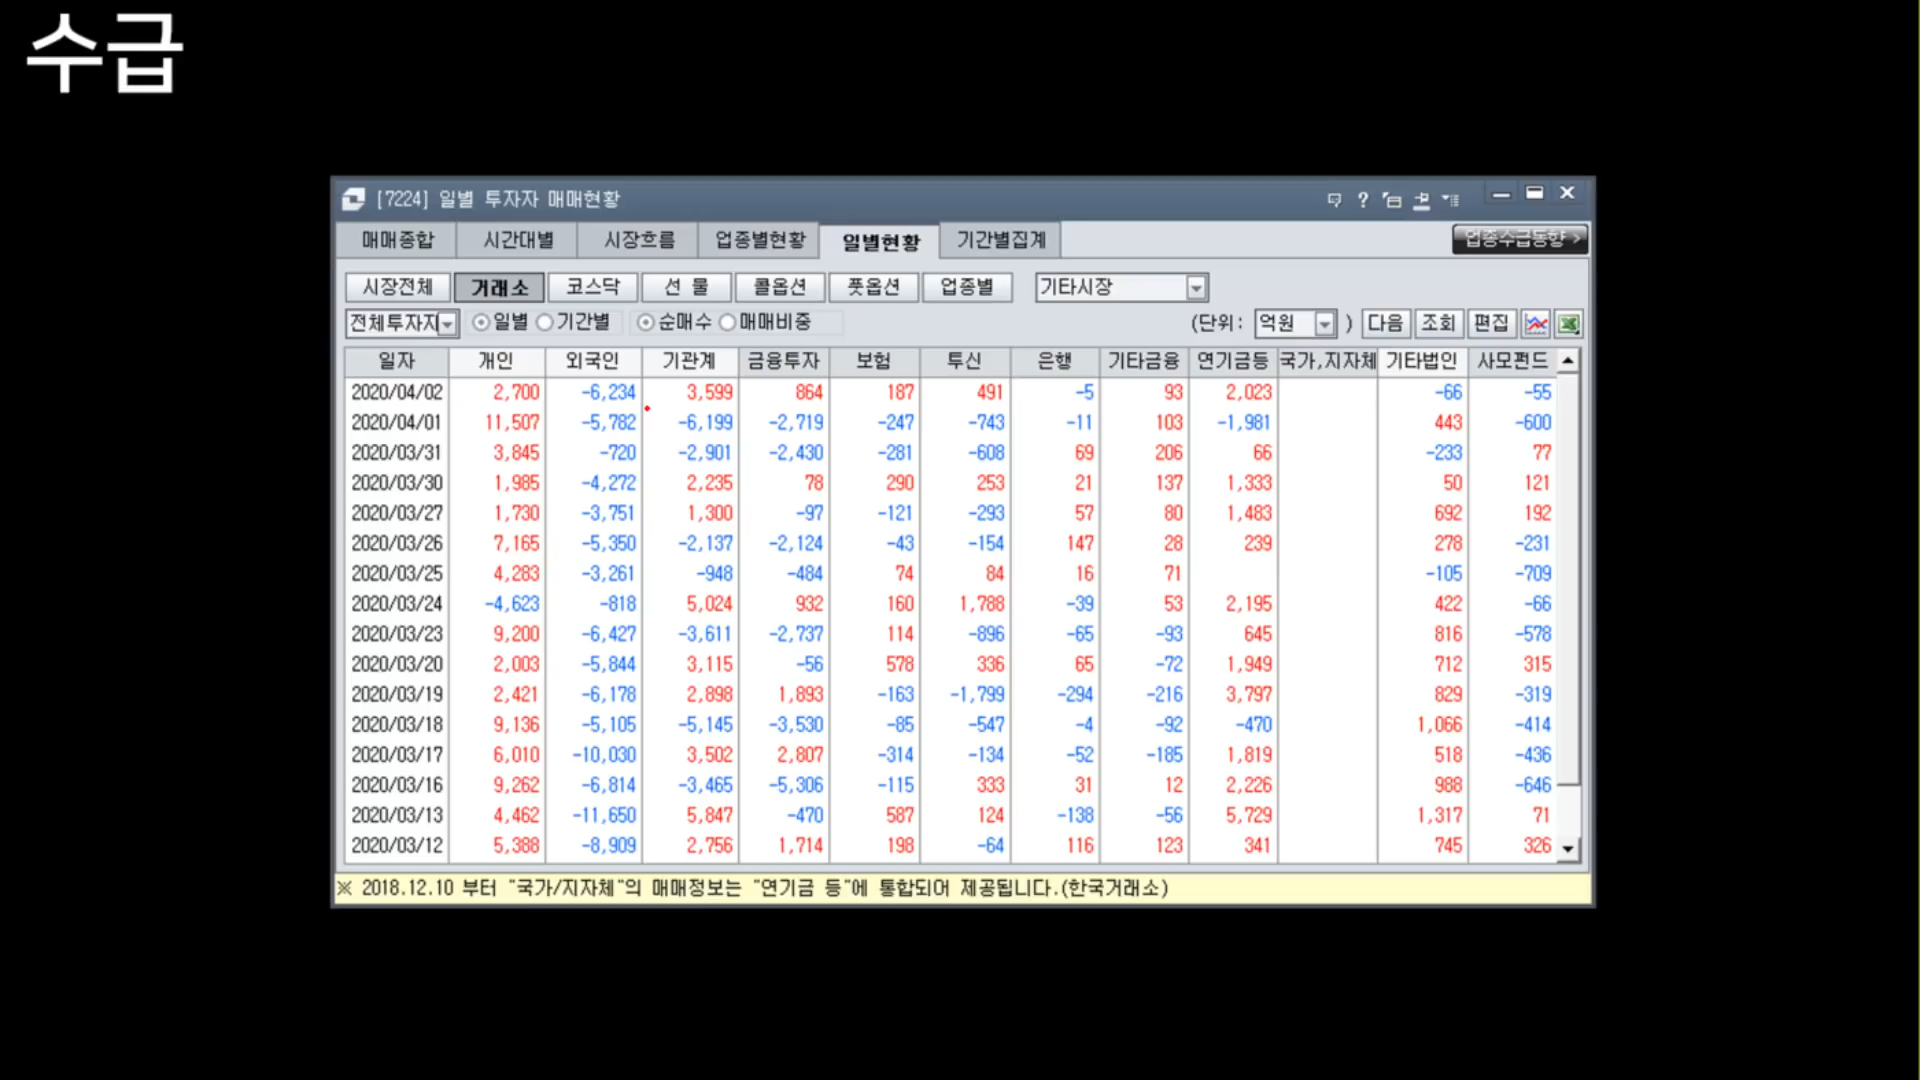 수급
[7224] 일별 투자자 매매현황
매매종합 시간대별 시장흐름 업종별현황 일별현황 기간별집계 업종수급동향 >
시장전체 거래소 코스닥 선 물 콜옵션 풋옵션 업종별 기타시장
전체투자자 일별 기간별 순매수 매매비중 (단위: 억원 ) 다음 조회 편집
일자 개인 외국인 기관계 금융투자 보험 투신 은행 기타금융 연기금등 국가,지자체 기타법인 사모펀드
2020/04/02 2,700 -6,234 3,599 864 187 491 -5 93 2,023 -66 -55
2020/04/01 11,507 -5,782 -6,199 -2,719 -247 -743 -11 103 -1,981 443 -600
2020/03/31 3,845 -720 -2,901 -2,430 -281 -608 69 206 66 -233 77
2020/03/30 1,985 -4,272 2,235 78 290 253 21 137 1,333 50 121
2020/03/27 1,730 -3,751 1,300 -97 -121 -293 57 80 1,483 692 192
2020/03/26 7,165 -5,350 -2,137 -2,124 -43 -154 147 28 239 278 -231
2020/03/25 4,283 -3,261 -948 -484 74 84 16 71 -105 -709
2020/03/24 -4,623 -818 5,024 932 160 1,788 -39 53 2,195 422 -66
2020/03/23 9,200 -6,427 -3,611 -2,737 114 -896 -65 -93 645 816 -578
2020/03/20 2,003 -5,844 3,115 -56 578 336 65 -72 1,949 712 315
2020/03/19 2,421 -6,178 2,898 1,893 -163 -1,799 -294 -216 3,797 829 -319
2020/03/18 9,136 -5,105 -5,145 -3,530 -85 -547 -4 -92 -470 1,066 -414
2020/03/17 6,010 -10,030 3,502 2,807 -314 -134 -52 -185 1,819 518 -436
2020/03/16 9,262 -6,814 -3,465 -5,306 -115 333 31 12 2,226 988 -646
2020/03/13 4,462 -11,650 5,847 -470 587 124 -138 -56 5,729 1,317 71
2020/03/12 5,388 -8,909 2,756 1,714 198 -64 116 123 341 745 326
※ 2018.12.10 부터 "국가/지자체"의 매매정보는 "연기금 등"에 통합되어 제공됩니다.(한국거래소)